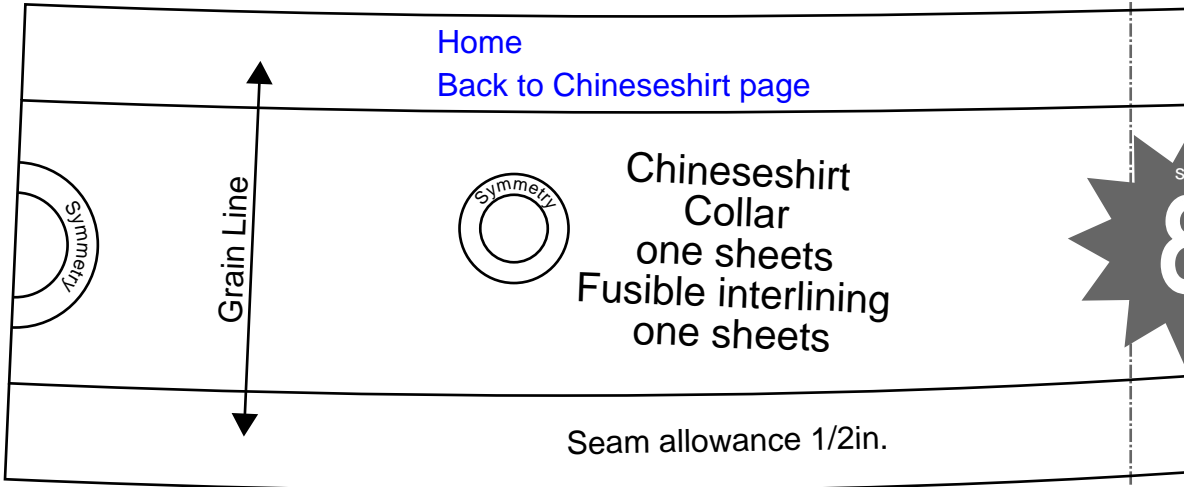 Home
Back to Chineseshirt page
Symmetry
Grain Line
Symmetry
Chineseshirt
Collar
one sheets
Fusible interlining
one sheets
Seam allowance 1/2in.